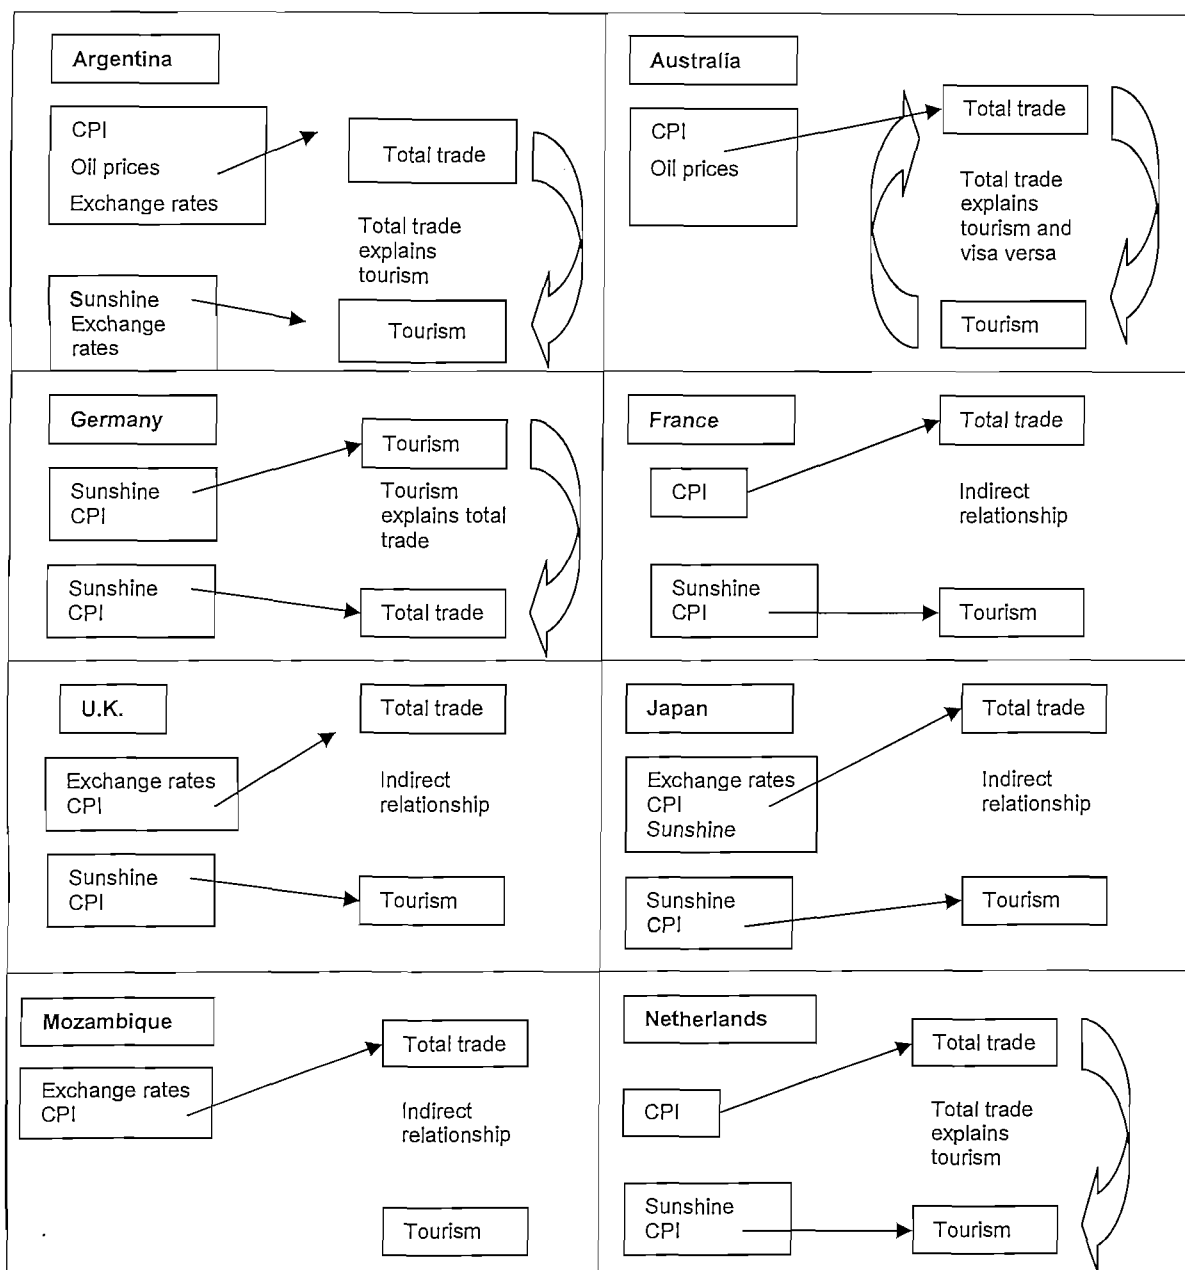 Argentina
CPI
Oil prices
Exchange rates
Total trade
Total trade
explains
tourism
Sunshine
Exchange
rates
Tourism
Australia
CPI
Oil prices
Total trade
Total trade
explains
tourism and
visa versa
Tourism
Germany
Sunshine
CPI
Tourism
Tourism
explains total
trade
Sunshine
CPI
Total trade
France
CPI
Total trade
Indirect
relationship
Sunshine
CPI
Tourism
U.K.
Total trade
Exchange rates
CPI
Indirect
relationship
Sunshine
CPI
Tourism
Japan
Total trade
Exchange rates
CPI
Sunshine
Indirect
relationship
Sunshine
CPI
Tourism
Mozambique
Total trade
Exchange rates
CPI
Indirect
relationship
Tourism
Netherlands
Total trade
CPI
Total trade
explains
tourism
Sunshine
CPI
Tourism